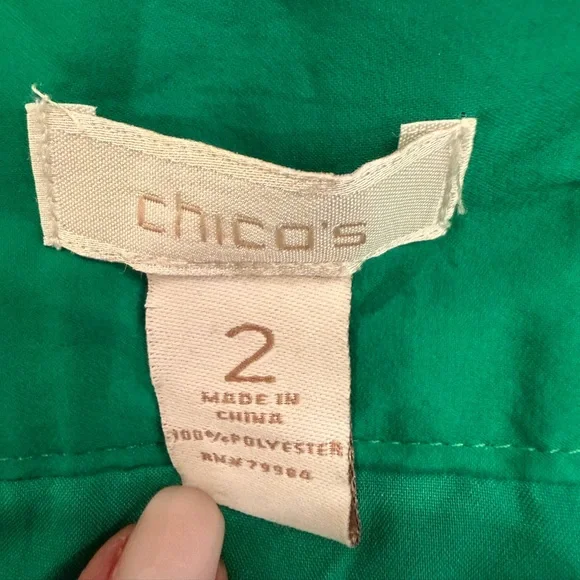 chico's
2
MADE IN
CHINA
100%POLYESTER
RN# 79984